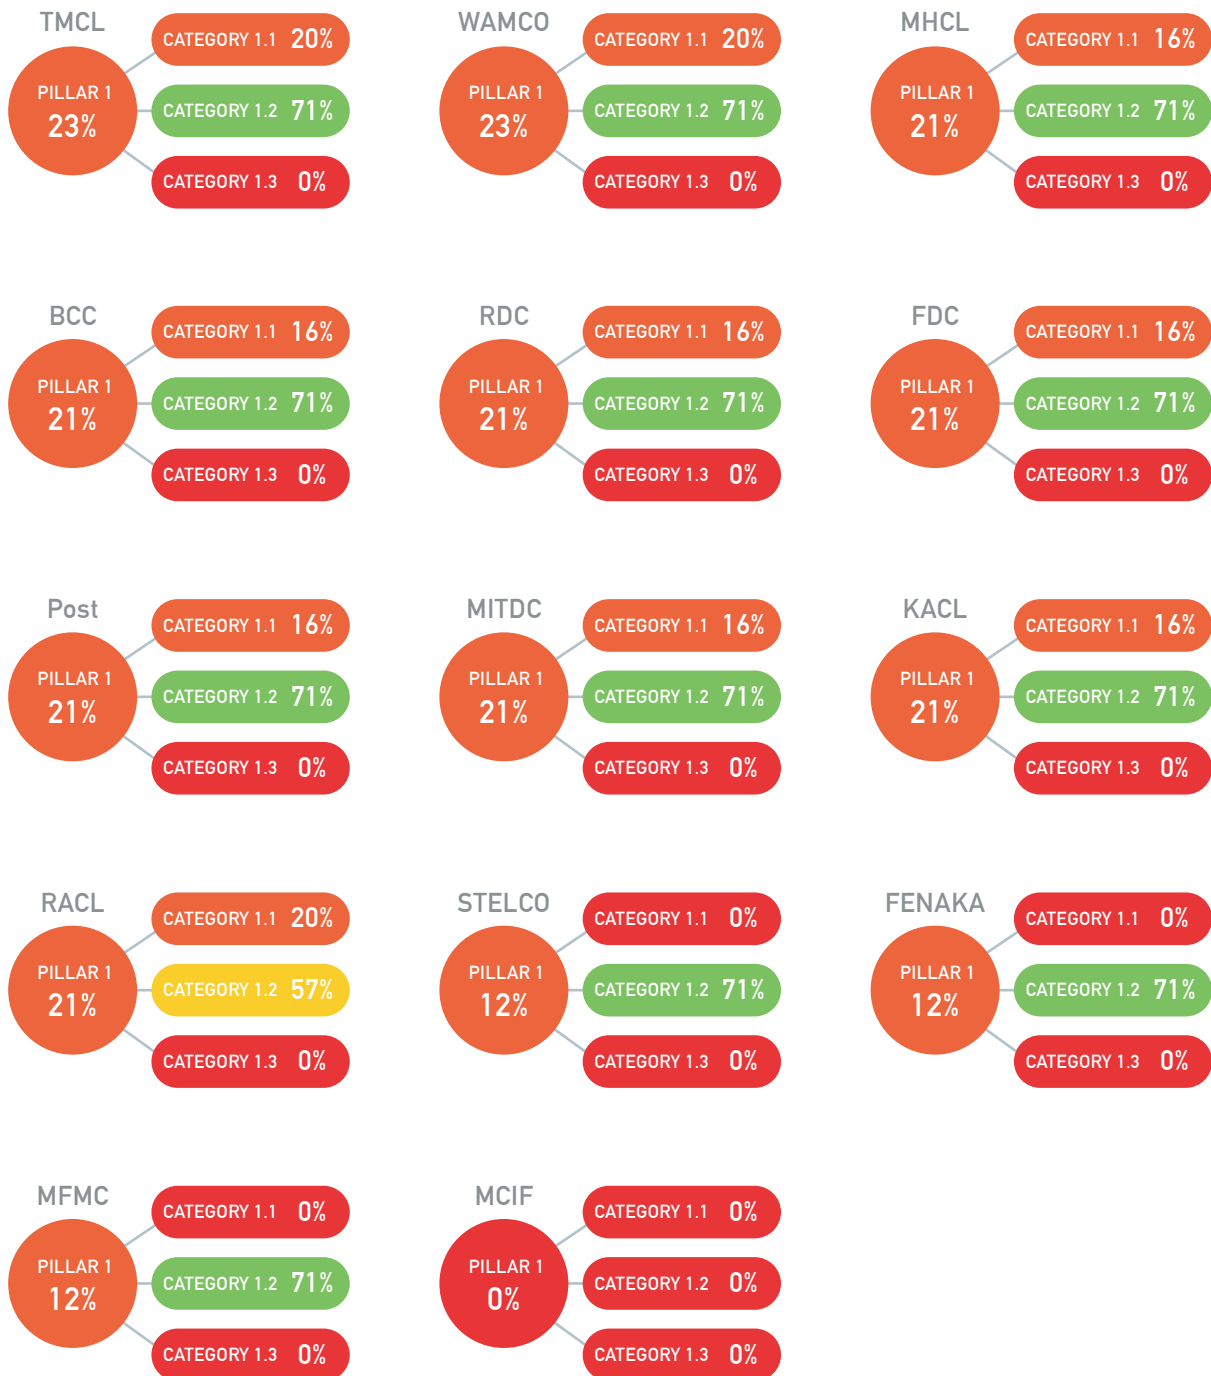 TMCL
PILLAR 1
23%
CATEGORY 1.1 20%
CATEGORY 1.2 71%
CATEGORY 1.3 0%
WAMCO
PILLAR 1
23%
CATEGORY 1.1 20%
CATEGORY 1.2 71%
CATEGORY 1.3 0%
MHCL
PILLAR 1
21%
CATEGORY 1.1 16%
CATEGORY 1.2 71%
CATEGORY 1.3 0%
BCC
PILLAR 1
21%
CATEGORY 1.1 16%
CATEGORY 1.2 71%
CATEGORY 1.3 0%
RDC
PILLAR 1
21%
CATEGORY 1.1 16%
CATEGORY 1.2 71%
CATEGORY 1.3 0%
FDC
PILLAR 1
21%
CATEGORY 1.1 16%
CATEGORY 1.2 71%
CATEGORY 1.3 0%
Post
PILLAR 1
21%
CATEGORY 1.1 16%
CATEGORY 1.2 71%
CATEGORY 1.3 0%
MITDC
PILLAR 1
21%
CATEGORY 1.1 16%
CATEGORY 1.2 71%
CATEGORY 1.3 0%
KACL
PILLAR 1
21%
CATEGORY 1.1 16%
CATEGORY 1.2 71%
CATEGORY 1.3 0%
RACL
PILLAR 1
21%
CATEGORY 1.1 20%
CATEGORY 1.2 57%
CATEGORY 1.3 0%
STELCO
PILLAR 1
12%
CATEGORY 1.1 0%
CATEGORY 1.2 71%
CATEGORY 1.3 0%
FENAKA
PILLAR 1
12%
CATEGORY 1.1 0%
CATEGORY 1.2 71%
CATEGORY 1.3 0%
MFMC
PILLAR 1
12%
CATEGORY 1.1 0%
CATEGORY 1.2 71%
CATEGORY 1.3 0%
MCIF
PILLAR 1
0%
CATEGORY 1.1 0%
CATEGORY 1.2 0%
CATEGORY 1.3 0%